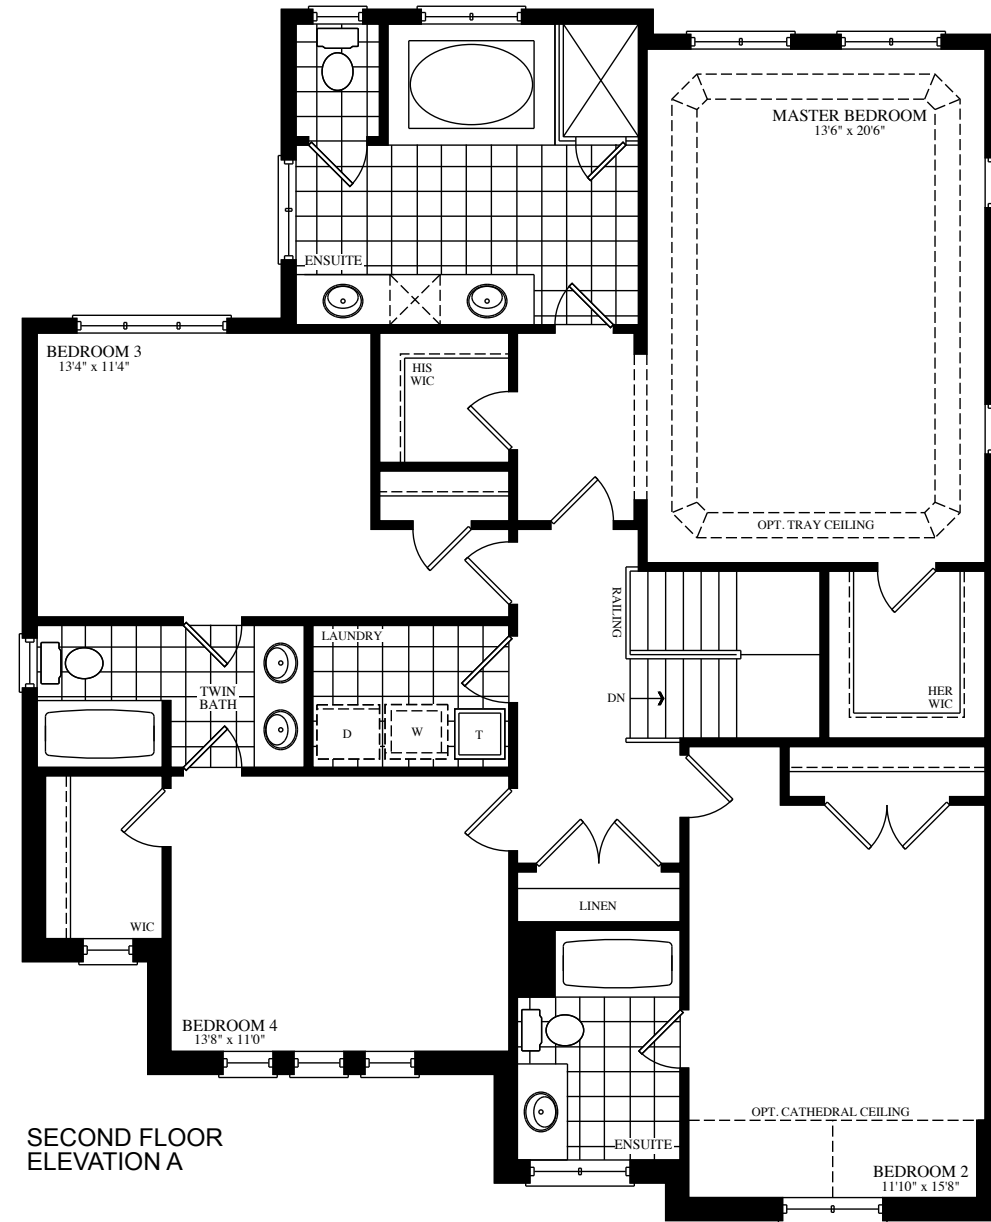 MASTER BEDROOM
13'6" x 20'6"
ENSUITE
BEDROOM 3
13'4" x 11'4"
HIS
WIC
OPT. TRAY CEILING
RAILING
LAUNDRY
TWIN
BATH
HER
WIC
DN
D
W
T
LINEN
WIC
BEDROOM 4
13'8" x 11'0"
OPT. CATHEDRAL CEILING
ENSUITE
BEDROOM 2
11'10" x 15'8"
SECOND FLOOR
ELEVATION A